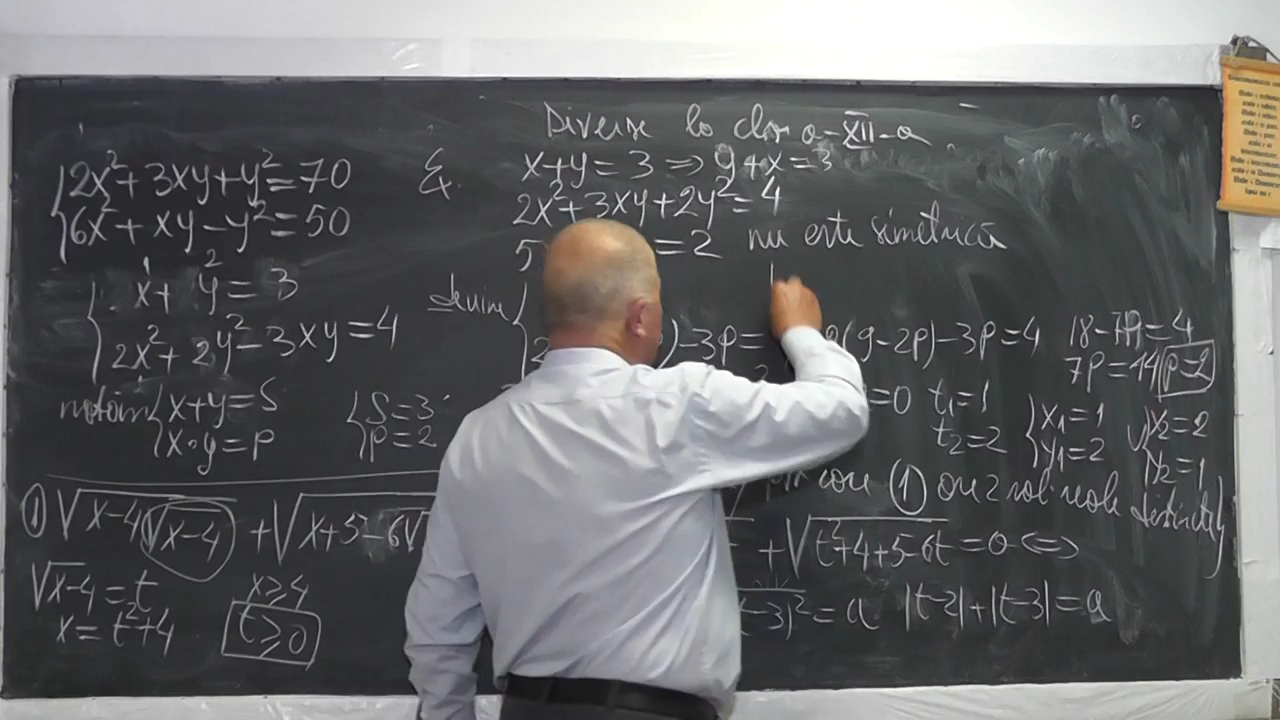 Diverse la clasa a-XII-a
2x²+3xy+y²=70
6x²+xy-y²=50
x+y=3
2x²+2y²-3xy=4
notăm x+y=S
x·y=P
S=3
P=2
Ex.
x+y=3 ⇒ y+x=3
2x²+3xy+2y²=4
5 =2 nu este simetrică
devine
)-3p= (9-2p)-3p=4
18-7p=4
7p=14 p=2
=0 t₁=1
t₂=2
x₁=1
y₁=2
∪ x₂=2
y₂=1
① √x-4√x-4 + √x+5-6√
√x-4=t
x=t²+4
x≥4
t≥0
care ① are 2 sol reale distincte
+√t²+4+5-6t =a ⇔
t-3)²=a |t-2|+|t-3|=a